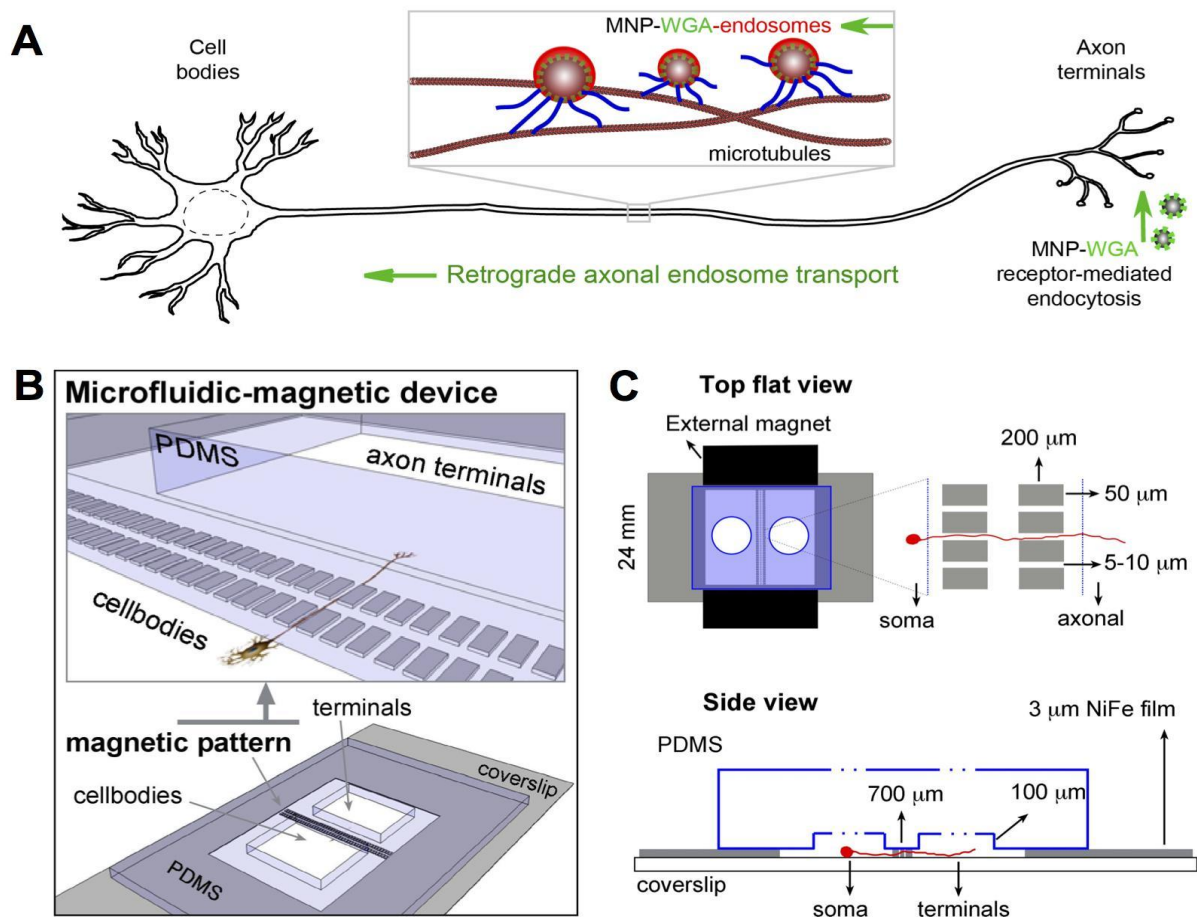 A
Cell
bodies
MNP-WGA-endosomes
microtubules
Axon
terminals
MNP-WGA
receptor-mediated
endocytosis
Retrograde axonal endosome transport
B
Microfluidic-magnetic device
PDMS
axon terminals
cellbodies
terminals
magnetic pattern
cellbodies
coverslip
PDMS
C
Top flat view
External magnet
24 mm
200 μm
50 μm
5-10 μm
soma
axonal
Side view
3 μm NiFe film
PDMS
700 μm
100 μm
coverslip
soma
terminals